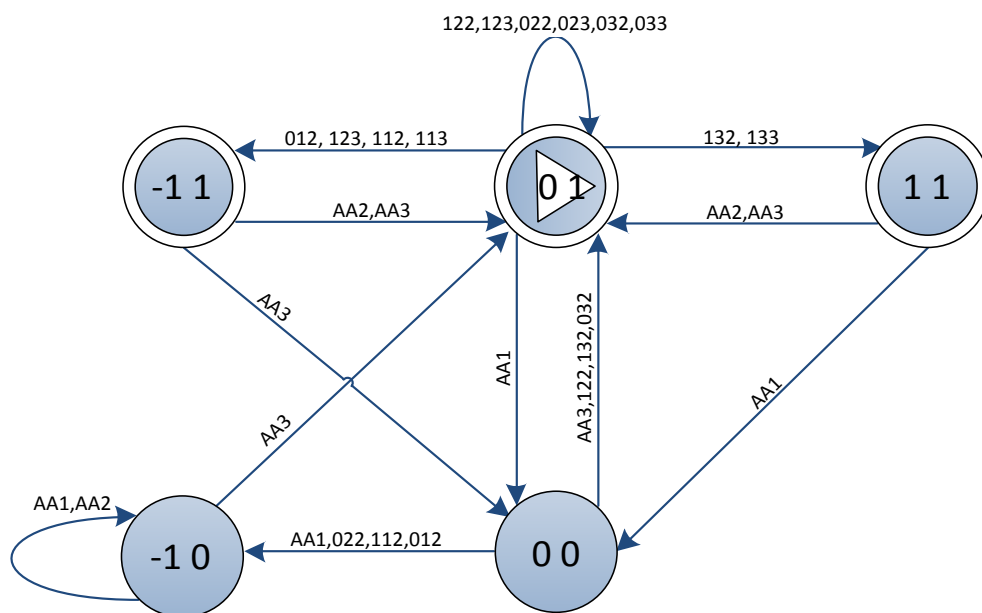 122,123,022,023,032,033
012, 123, 112, 113
132, 133
-1 1
0 1
1 1
AA2,AA3
AA2,AA3
AA3
AA1
AA3,122,132,032
AA1
AA3
AA1,AA2
AA1,022,112,012
-1 0
0 0